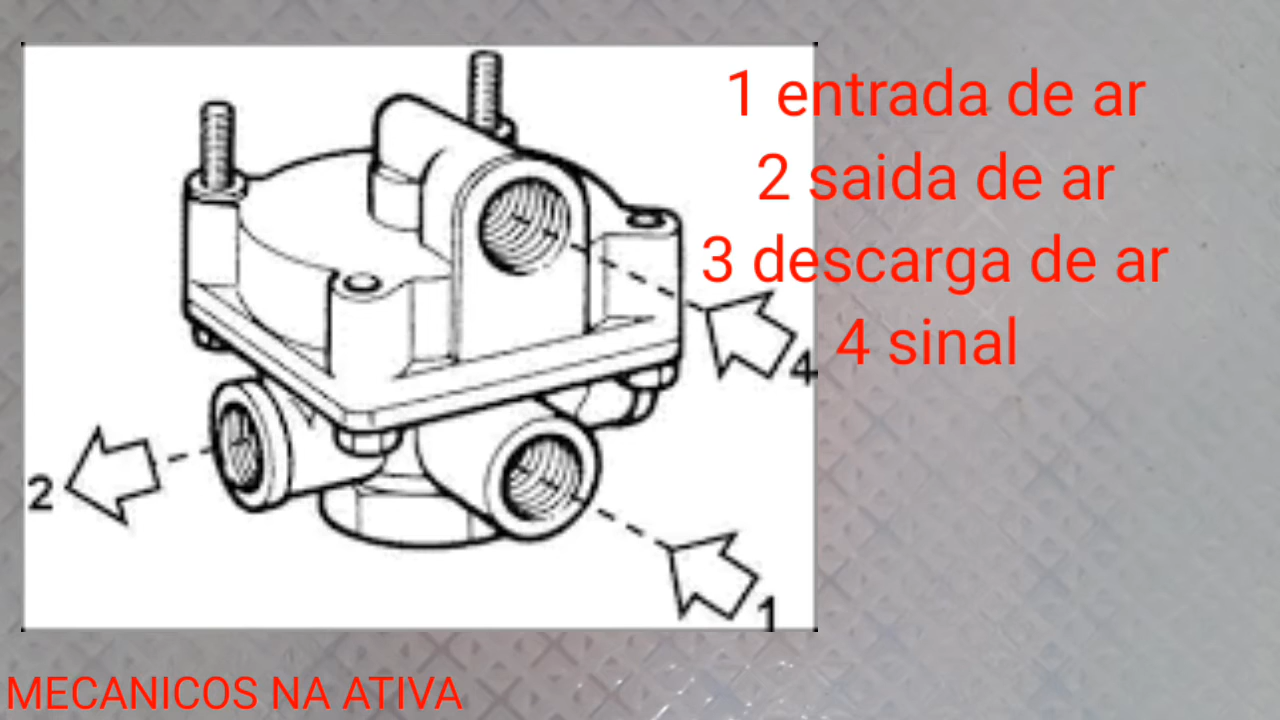 1 entrada de ar
2 saida de ar
3 descarga de ar
4 sinal
4
2
1
MECANICOS NA ATIVA